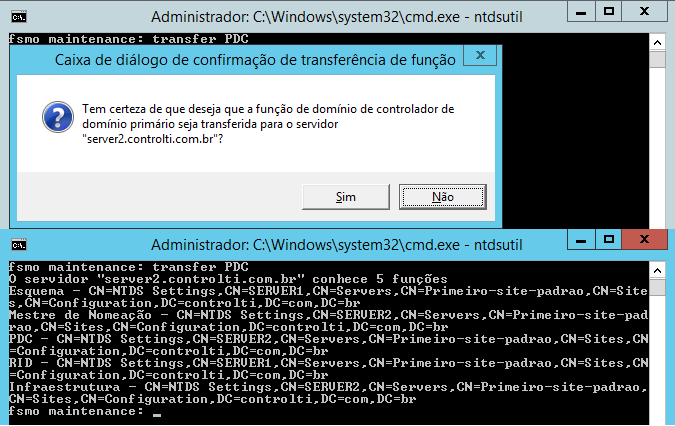 Administrador: C:\Windows\system32\cmd.exe - ntdsutil
fsmo maintenance: transfer PDC
Caixa de diálogo de confirmação de transferência de função
Tem certeza de que deseja que a função de domínio de controlador de
domínio primário seja transferida para o servidor
"server2.controlti.com.br"?
Sim
Não
Administrador: C:\Windows\system32\cmd.exe - ntdsutil
fsmo maintenance: transfer PDC
O servidor "server2.controlti.com.br" conhece 5 funções
Esquema - CN=NTDS Settings,CN=SERVER1,CN=Servers,CN=Primeiro-site-padrao,CN=Site
s,CN=Configuration,DC=controlti,DC=com,DC=br
Mestre de Nomeação - CN=NTDS Settings,CN=SERVER2,CN=Servers,CN=Primeiro-site-pad
rao,CN=Sites,CN=Configuration,DC=controlti,DC=com,DC=br
PDC - CN=NTDS Settings,CN=SERVER2,CN=Servers,CN=Primeiro-site-padrao,CN=Sites,CN
=Configuration,DC=controlti,DC=com,DC=br
RID - CN=NTDS Settings,CN=SERVER1,CN=Servers,CN=Primeiro-site-padrao,CN=Sites,CN
=Configuration,DC=controlti,DC=com,DC=br
Infraestrutura - CN=NTDS Settings,CN=SERVER2,CN=Servers,CN=Primeiro-site-padrao,
CN=Sites,CN=Configuration,DC=controlti,DC=com,DC=br
fsmo maintenance: _